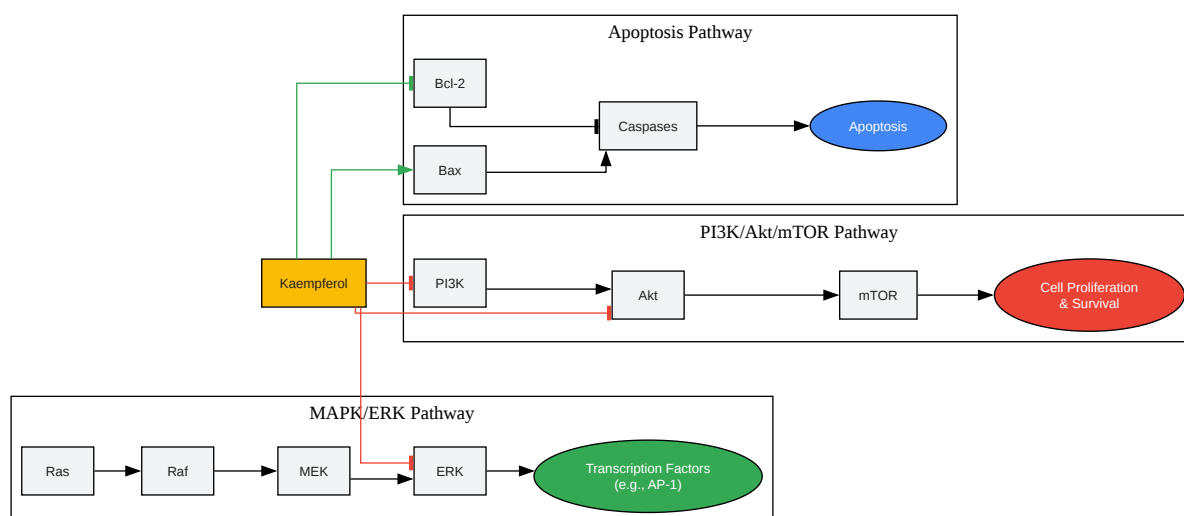 Apoptosis Pathway
Bcl-2
Caspases
Apoptosis
Bax
PI3K/Akt/mTOR Pathway
Kaempferol
PI3K
Akt
mTOR
Cell Proliferation
& Survival
MAPK/ERK Pathway
Ras
Raf
MEK
ERK
Transcription Factors
(e.g., AP-1)